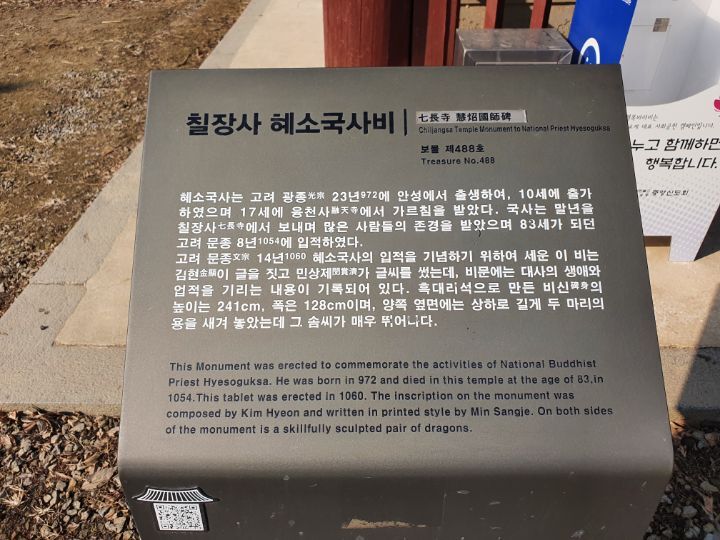 칠장사 혜소국사비
七長寺 慧炤國師碑
Chiljangsa Temple Monument to National Priest Hyesoguksa
보물 제488호
Treasure No.488
혜소국사는 고려 광종光宗 23년972에 안성에서 출생하여, 10세에 출가
하였으며 17세에 융천사融天寺에서 가르침을 받았다. 국사는 말년을
칠장사七長寺에서 보내며 많은 사람들의 존경을 받았으며 83세가 되던
고려 문종 8년1054에 입적하였다.
고려 문종文宗 14년1060 혜소국사의 입적을 기념하기 위하여 세운 이 비는
김현金顯이 글을 짓고 민상제閔賞濟가 글씨를 썼는데, 비문에는 대사의 생애와
업적을 기리는 내용이 기록되어 있다. 흑대리석으로 만든 비신碑身의
높이는 241cm, 폭은 128cm이며, 양쪽 옆면에는 상하로 길게 두 마리의
용을 새겨 놓았는데 그 솜씨가 매우 뛰어나다.
This Monument was erected to commemorate the activities of National Buddhist
Priest Hyesoguksa. He was born in 972 and died in this temple at the age of 83,in
1054.This tablet was erected in 1060. The inscription on the monument was
composed by Kim Hyeon and written in printed style by Min Sangje. On both sides
of the monument is a skillfully sculpted pair of dragons.
누고 함께하면
행복합니다.